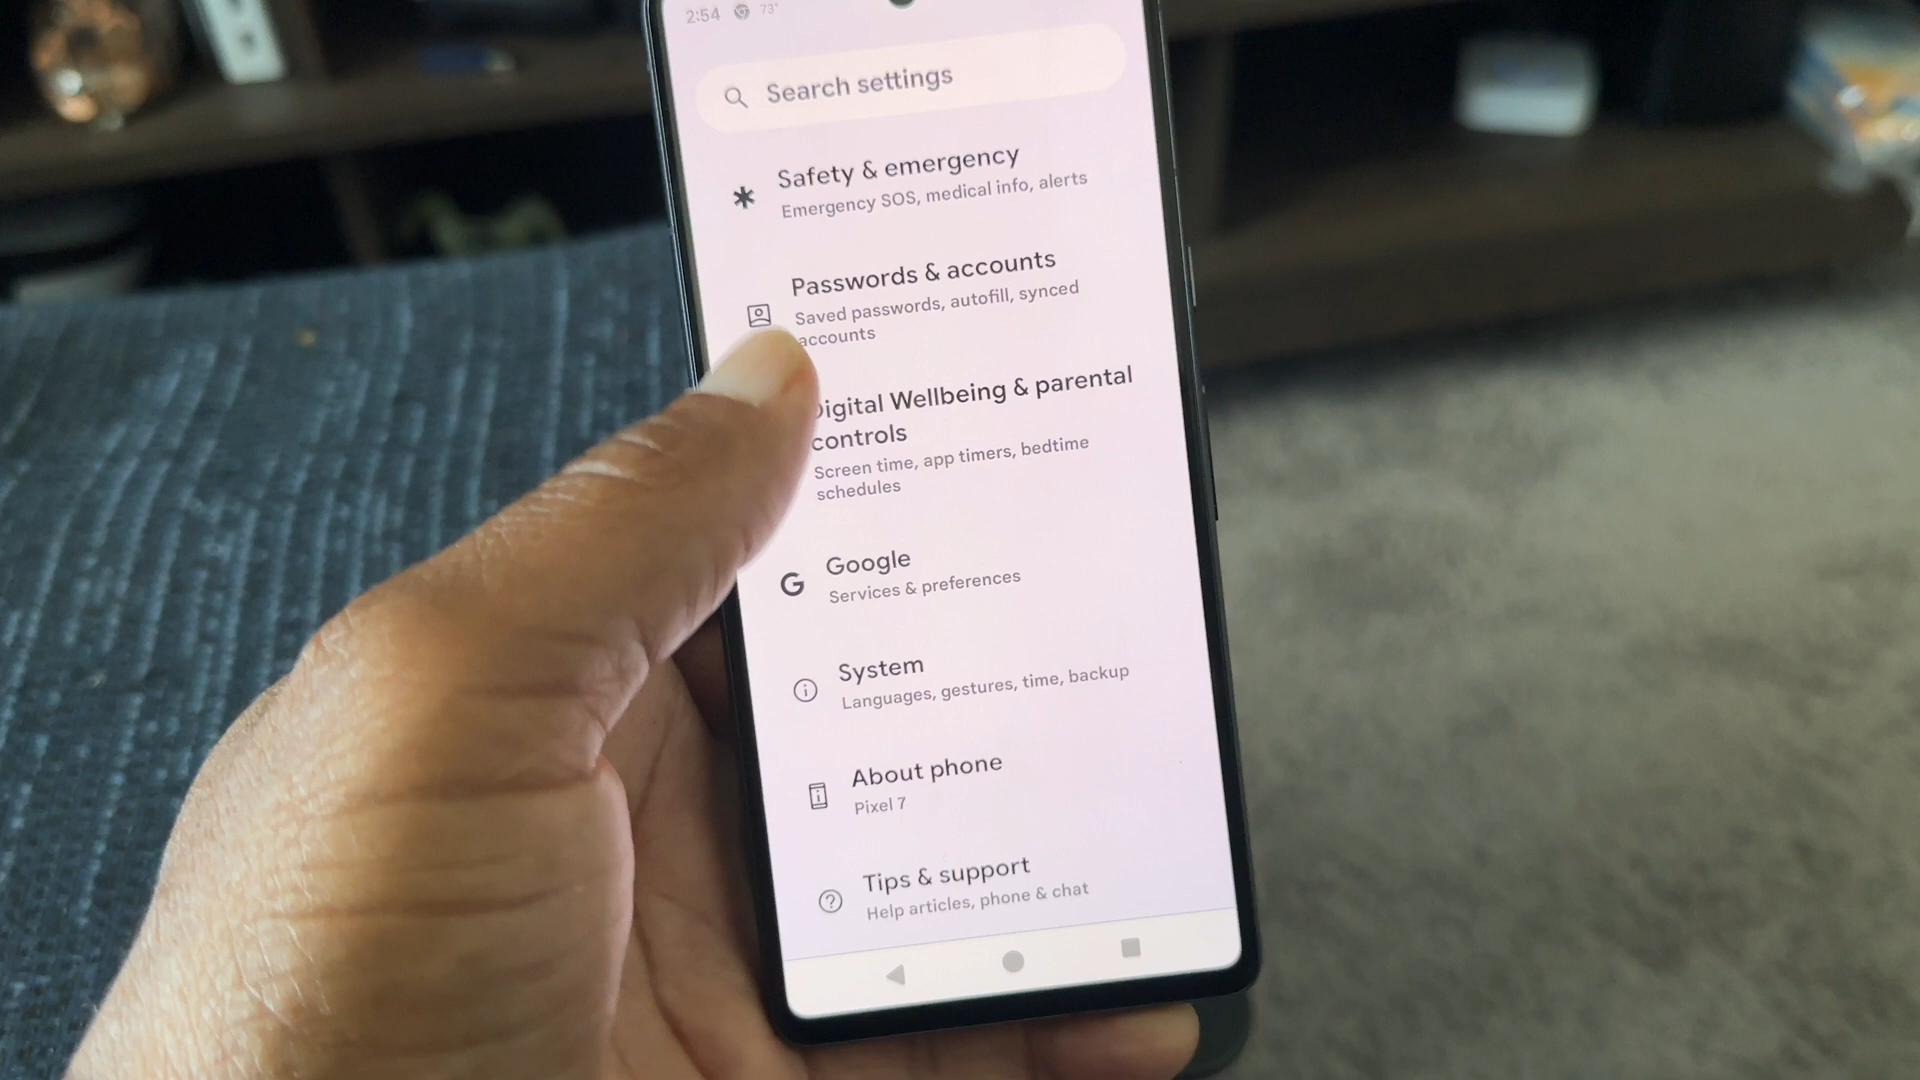 2:54 73°
Search settings
Safety & emergency
Emergency SOS, medical info, alerts
Passwords & accounts
Saved passwords, autofill, synced
accounts
Digital Wellbeing & parental
controls
Screen time, app timers, bedtime
schedules
G
Google
Services & preferences
System
Languages, gestures, time, backup
About phone
Pixel 7
Tips & support
Help articles, phone & chat